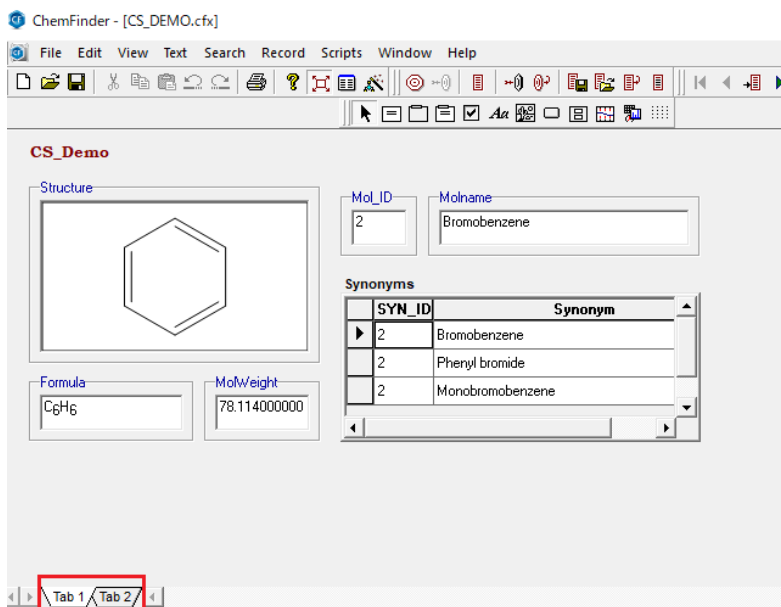 ChemFinder - [CS_DEMO.cfx]
File Edit View Text Search Record Scripts Window Help
Aa
CS_Demo
Structure
Mol_ID
2
Molname
Bromobenzene
Synonyms
SYN_ID Synonym
2 Bromobenzene
2 Phenyl bromide
2 Monobromobenzene
Formula
C6H6
MolWeight
78.114000000
Tab 1 Tab 2